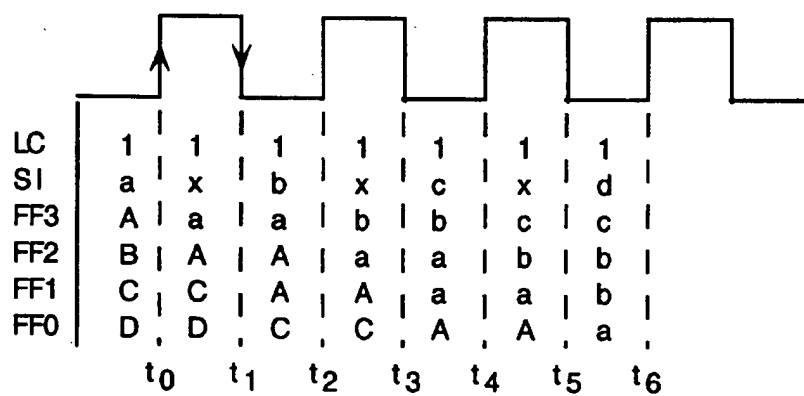 LC 1 1 1 1 1 1 1
SI a x b x c x d
FF3 A a a b b c c
FF2 B A A a a b b
FF1 C C A A a a b
FF0 D D C C A A a
t0 t1 t2 t3 t4 t5 t6